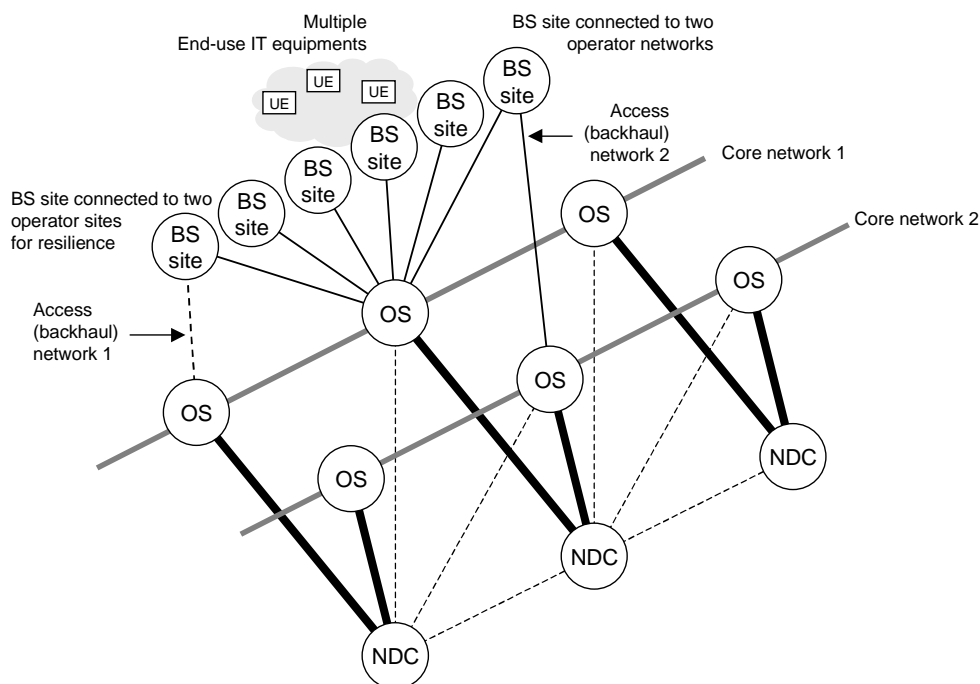 Multiple
End-use IT equipments
BS site connected to two
operator networks
UE
UE
UE
BS
site
BS
site
BS
site
BS
site
BS
site
BS
site
Access
(backhaul)
network 2
Core network 1
BS site connected to two
operator sites
for resilience
Core network 2
OS
OS
OS
Access
(backhaul)
network 1
OS
OS
OS
NDC
NDC
NDC